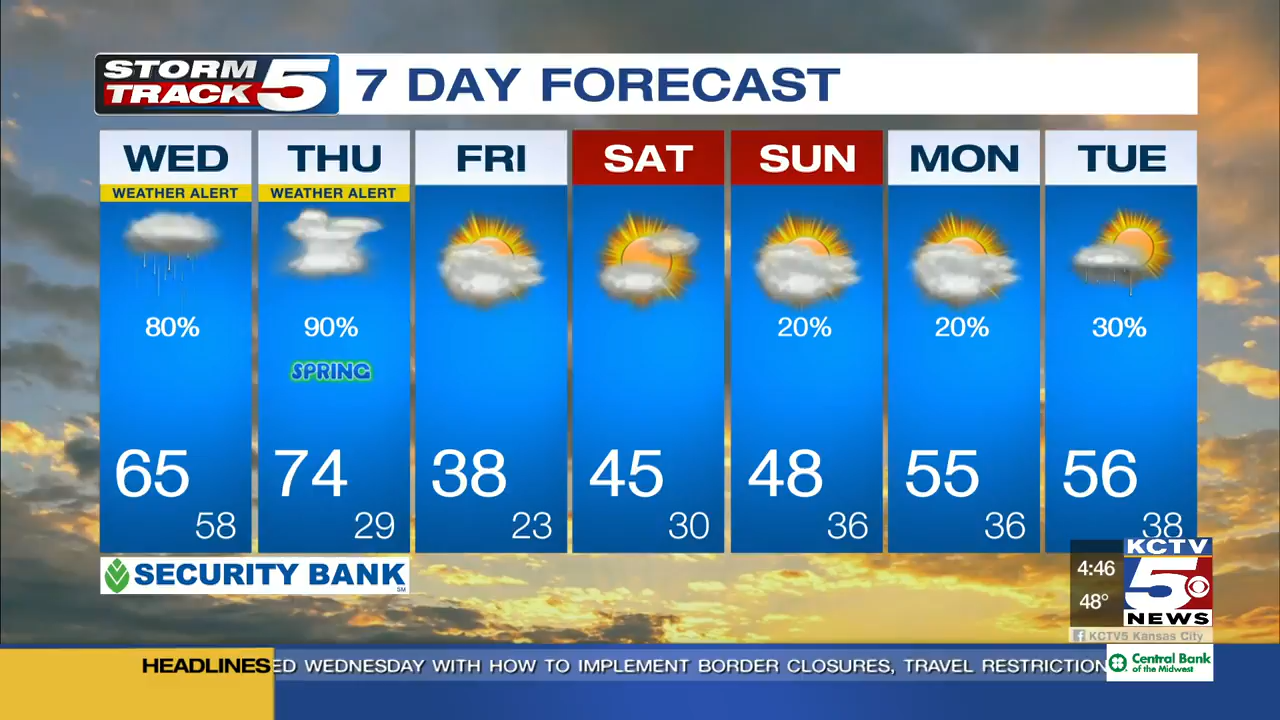 STORM TRACK 5
7 DAY FORECAST
WED THU FRI SAT SUN MON TUE
WEATHER ALERT WEATHER ALERT
80% 90% 20% 20% 30%
SPRING
65 74 38 45 48 55 56
58 29 23 30 36 36 38
SECURITY BANK SM
KCTV
4:46
5
48°
NEWS
KCTV5 Kansas City
HEADLINES ED WEDNESDAY WITH HOW TO IMPLEMENT BORDER CLOSURES, TRAVEL RESTRICTION
Central Bank
of the Midwest